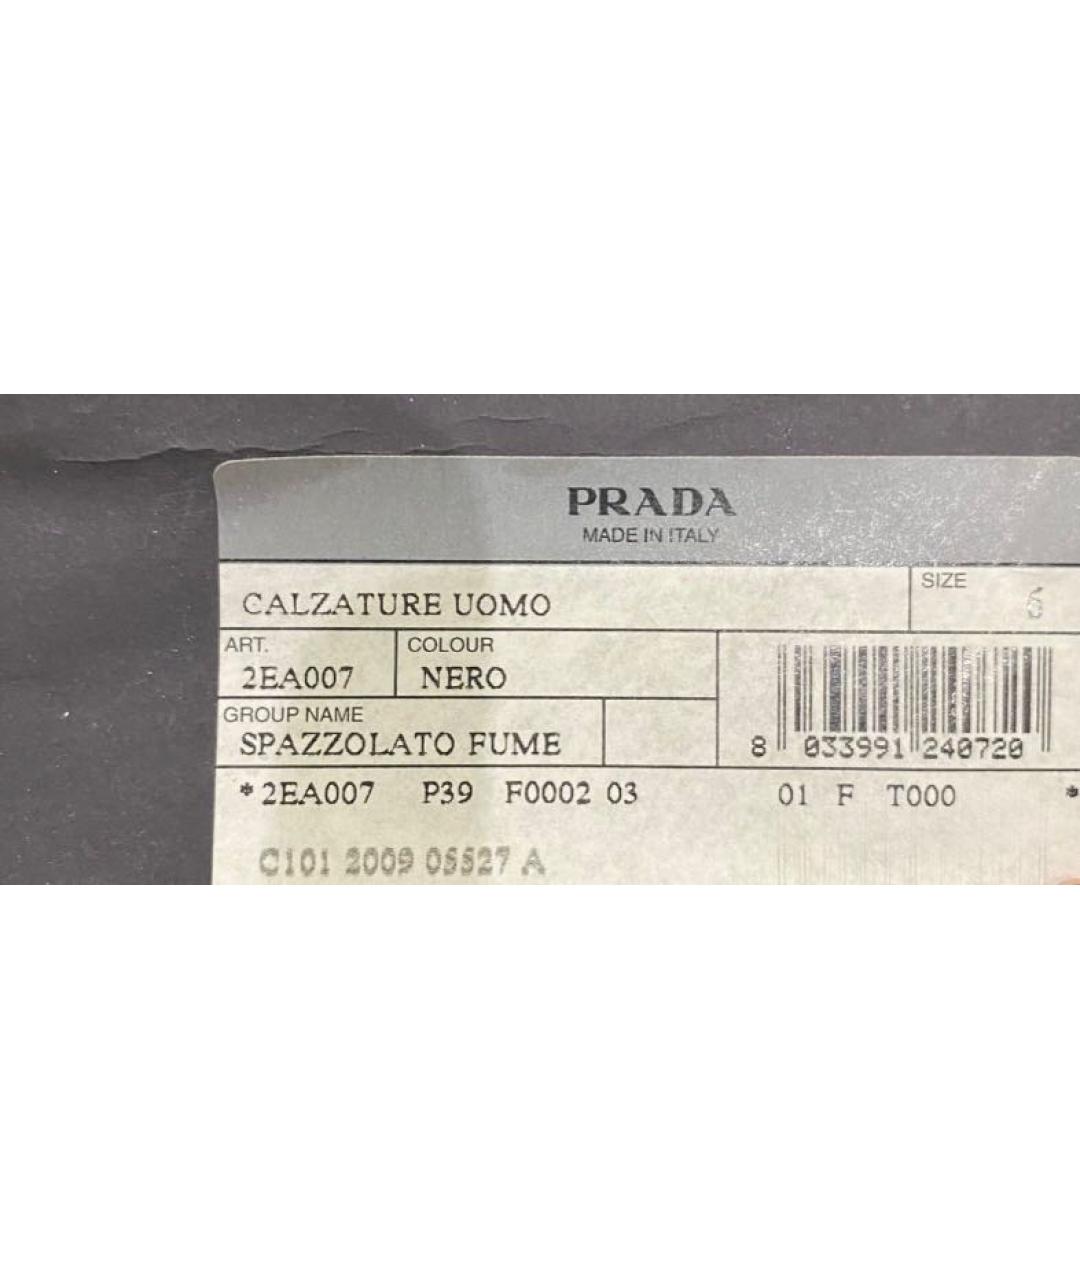 PRADA
MADE IN ITALY
CALZATURE UOMO
SIZE
6
ART.
2EA007
COLOUR
NERO
GROUP NAME
SPAZZOLATO FUME
8 033991 240720
*2EA007 P39 F0002 03 01 F T000 *
C101 2009 05527 A